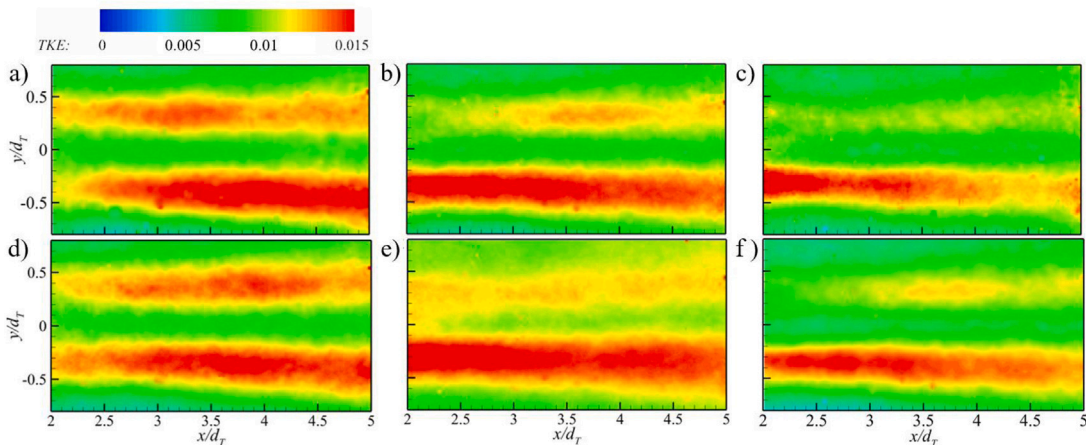 TKE: 0 0.005 0.01 0.015
a) b) c)
0.5
y/d_T 0
-0.5
d) e) f)
0.5
y/d_T 0
-0.5
2 2.5 3 3.5 4 4.5 5 2 2.5 3 3.5 4 4.5 5 2 2.5 3 3.5 4 4.5 5
x/d_T x/d_T x/d_T